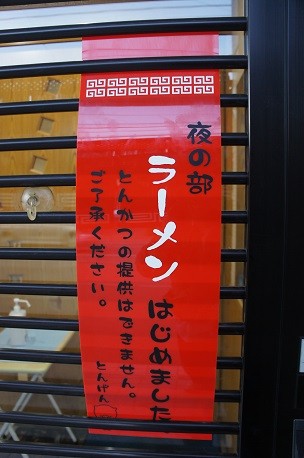 夜の部
ラーメン はじめました
とんかつの提供はできません。
ご了承ください。
とんげん